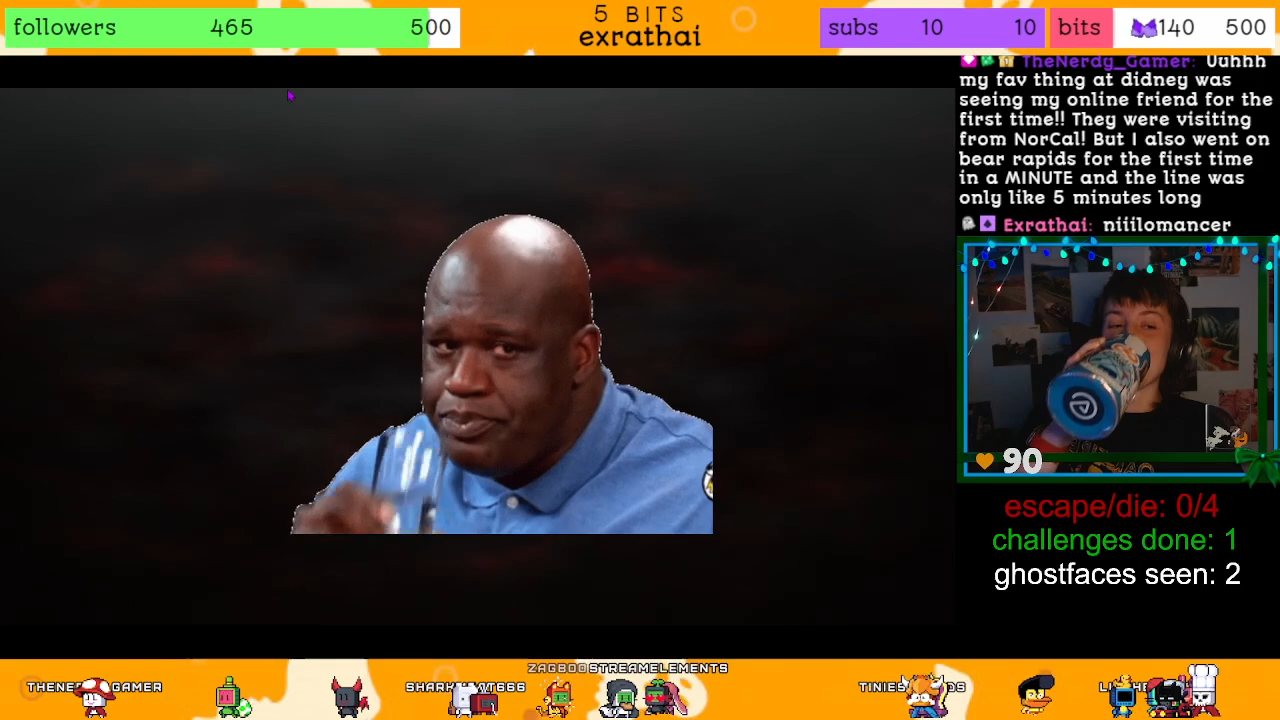 followers 465 500
5 BITS
exrathai
subs 10 10
bits 140 500
TheNerdy_Gamer: Uuhhh
my fav thing at didney was
seeing my online friend for the
first time!! They were visiting
from NorCal! But I also went on
bear rapids for the first time
in a MINUTE and the line was
only like 5 minutes long
Exrathai: niiilomancer
90
escape/die: 0/4
challenges done: 1
ghostfaces seen: 2